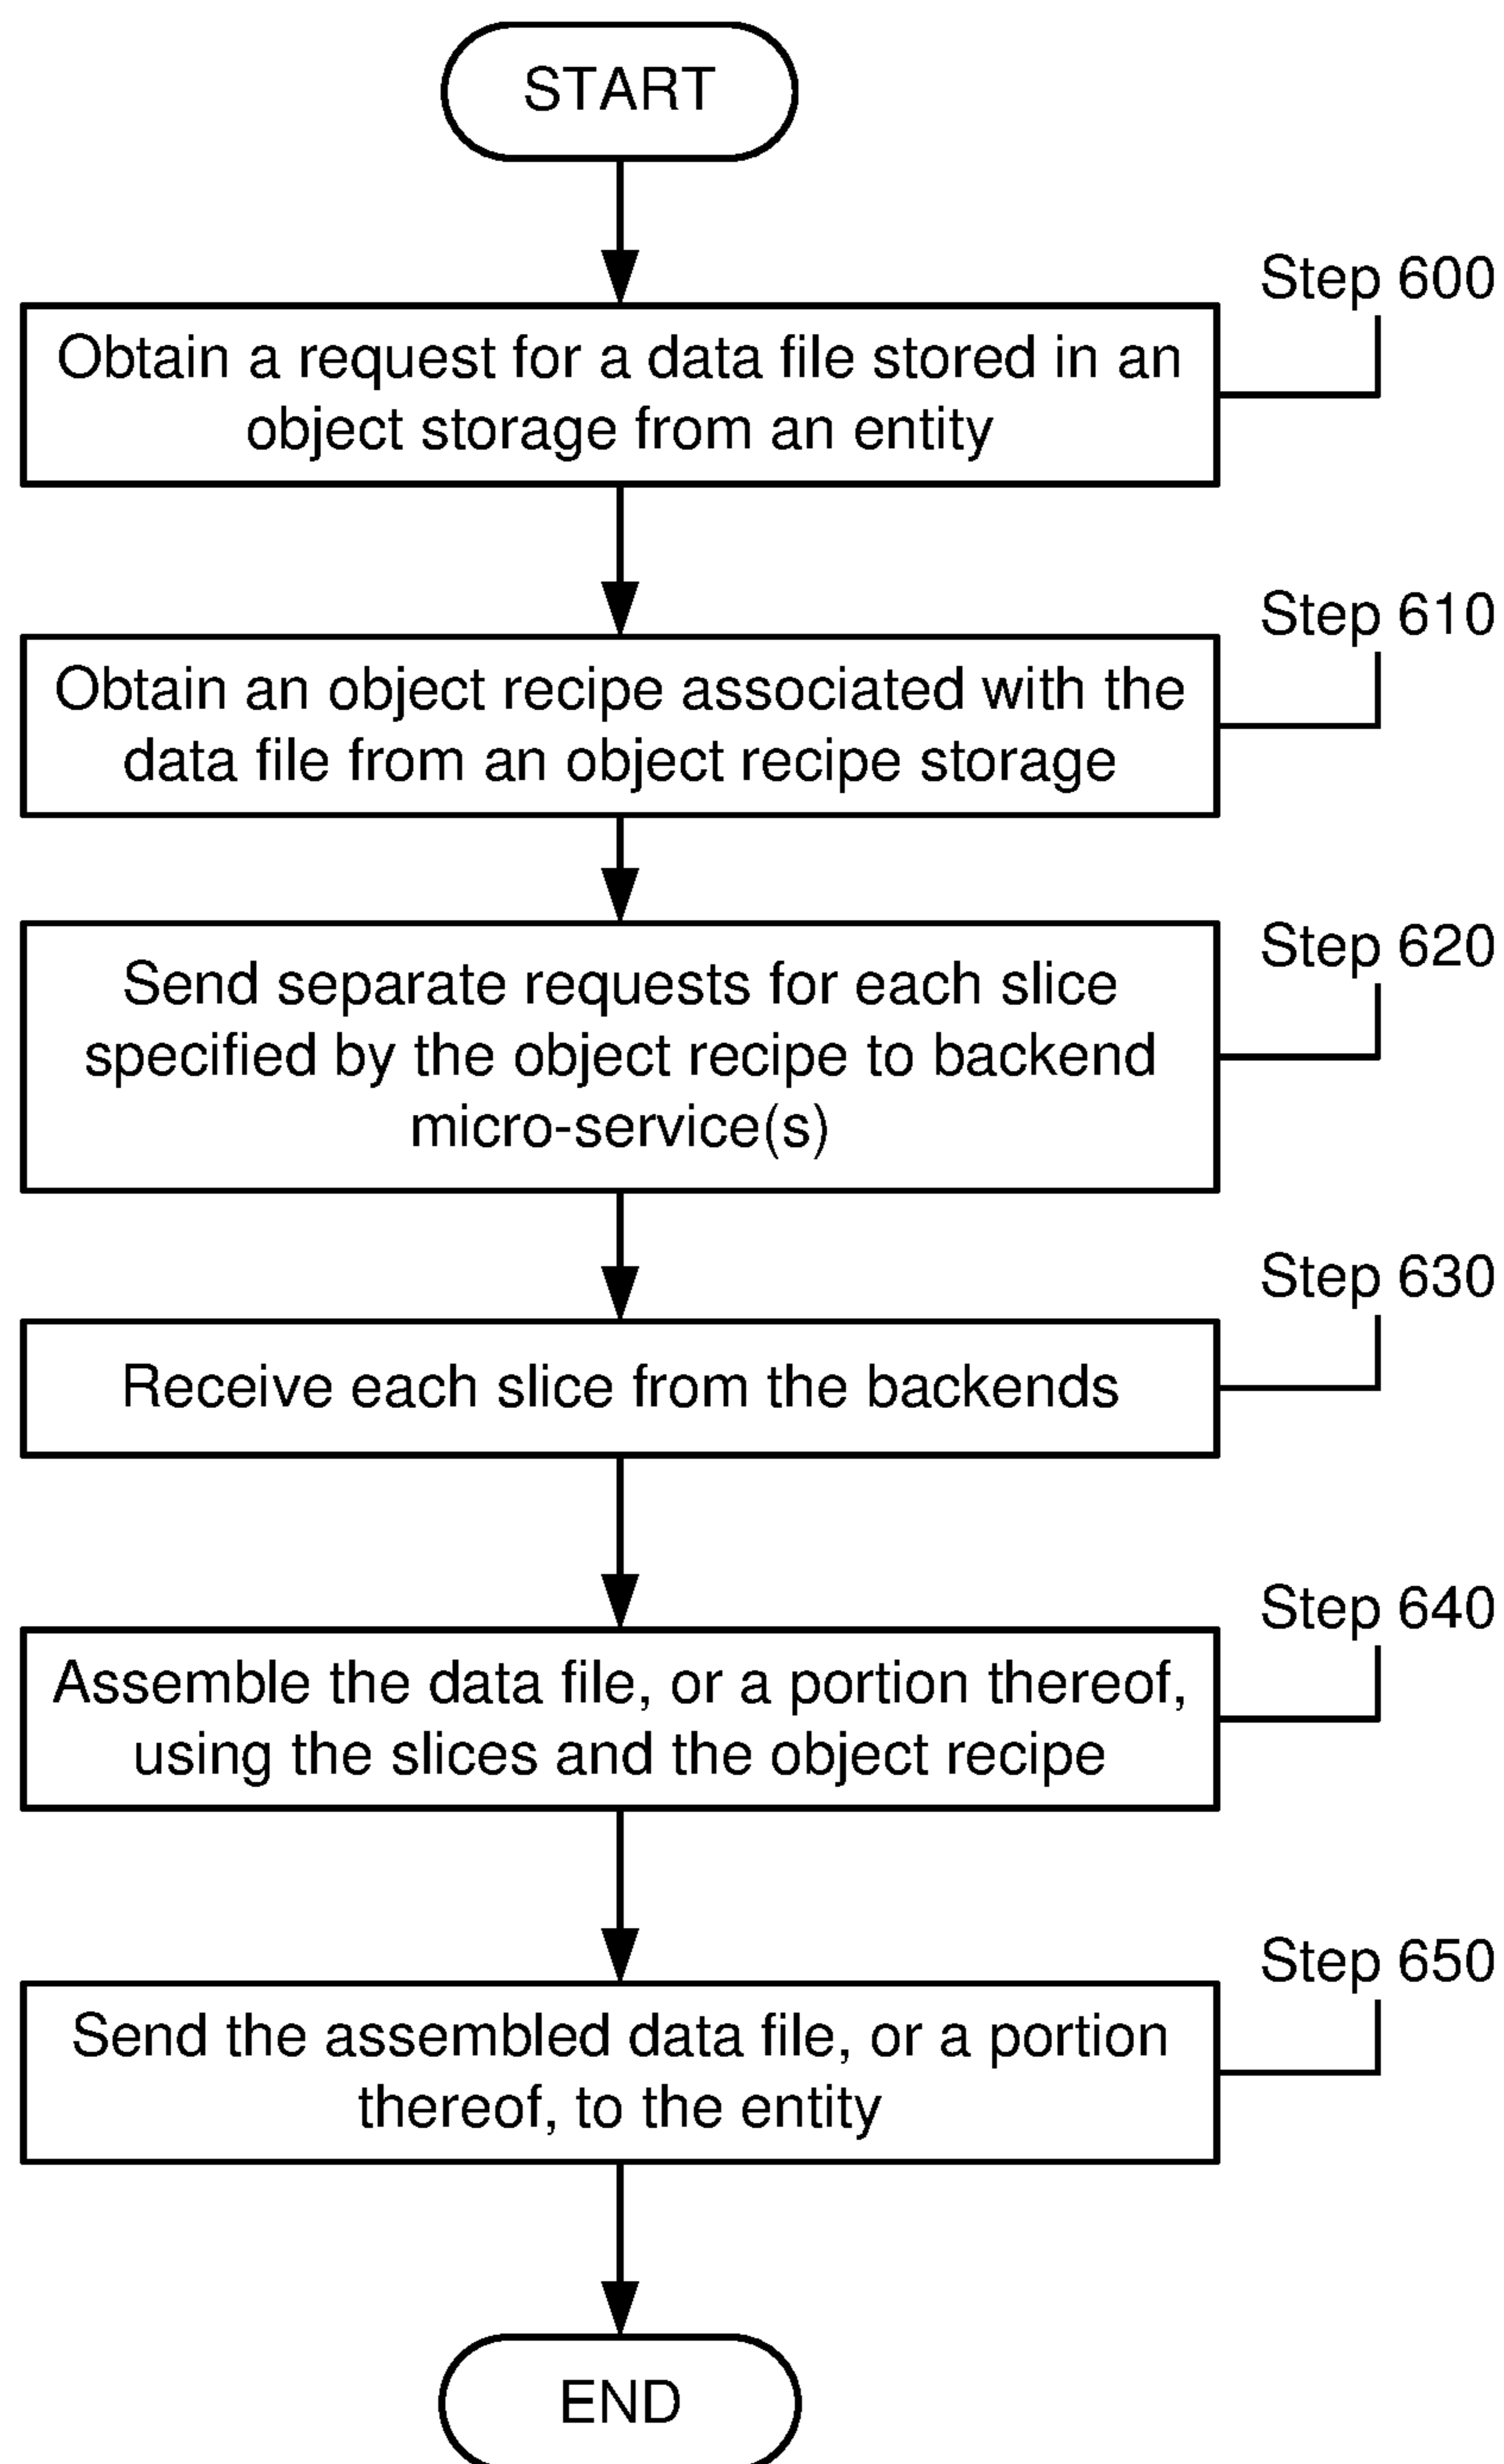 START
Step 600
Obtain a request for a data file stored in an
object storage from an entity
Step 610
Obtain an object recipe associated with the
data file from an object recipe storage
Step 620
Send separate requests for each slice
specified by the object recipe to backend
micro-service(s)
Step 630
Receive each slice from the backends
Step 640
Assemble the data file, or a portion thereof,
using the slices and the object recipe
Step 650
Send the assembled data file, or a portion
thereof, to the entity
END